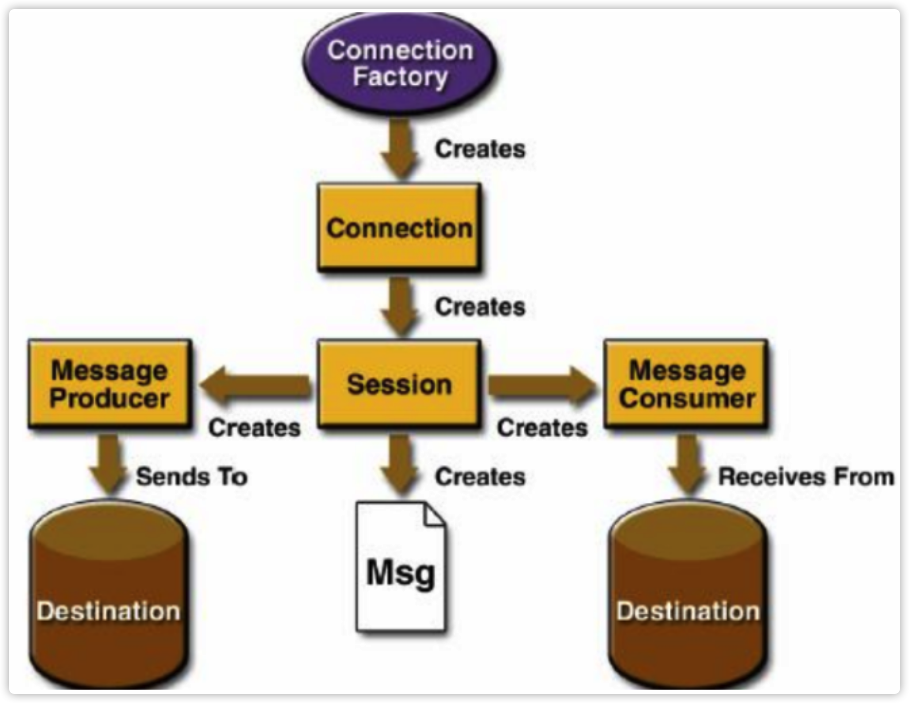 Connection
Factory
Creates
Connection
Creates
Message
Producer
Session
Message
Consumer
Creates
Creates
Sends To
Creates
Receives From
Msg
Destination
Destination